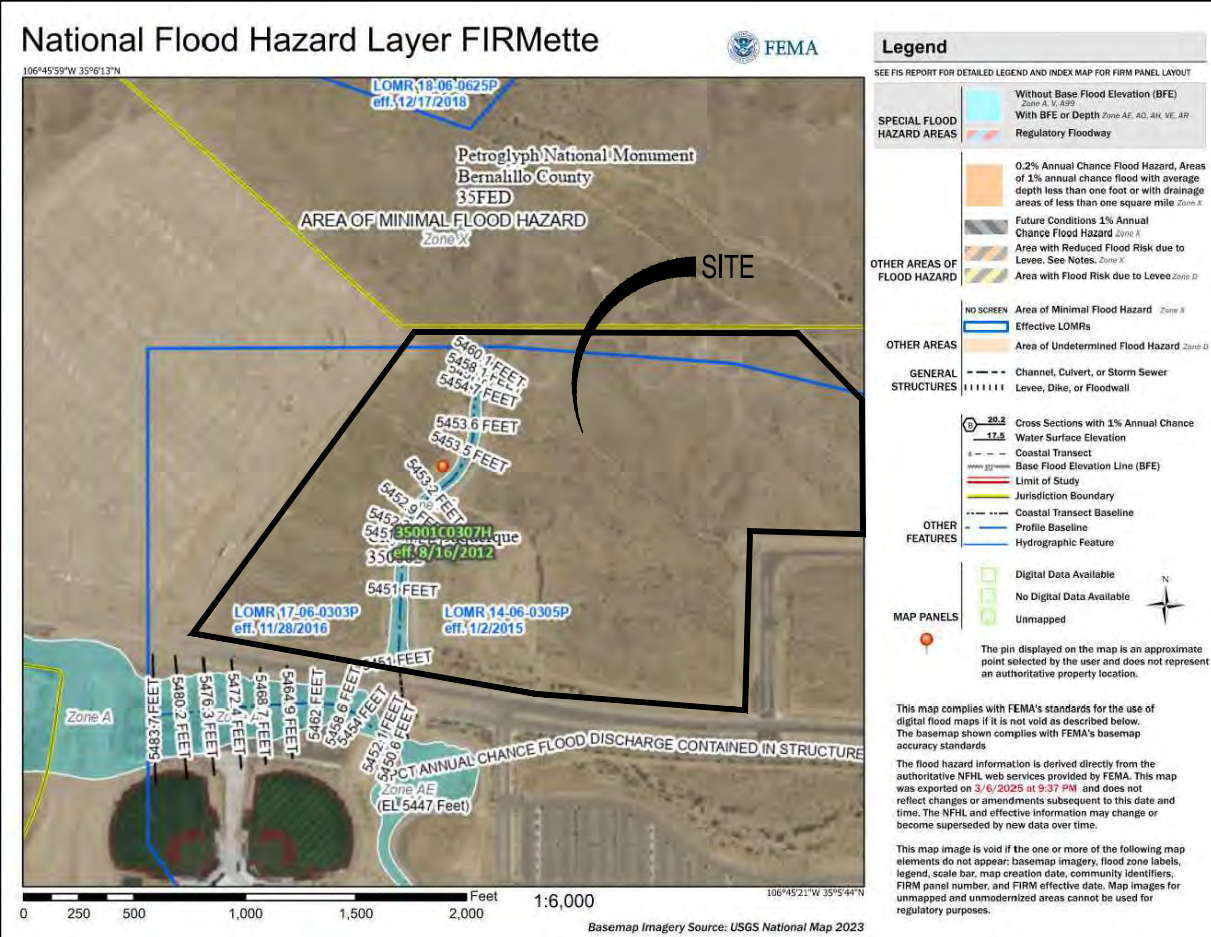 National Flood Hazard Layer FIRMette
FEMA
106°45'59"W 35°6'13"N
LOMR 18-06-0625P
eff. 12/17/2018
Petroglyph National Monument
Bernalillo County
35FED
AREA OF MINIMAL FLOOD HAZARD
Zone X
SITE
5460.1 FEET
5458.
FEET
5454.7 FEET
5453.6 FEET
5453.5 FEET
5453.2 FEET
5452.9 FEET
35001C0307H
eff. 8/16/2012
5451 FEET
LOMR 17-06-0303P
eff. 11/28/2016
LOMR 14-06-0305P
eff. 1/2/2015
5451 FEET
Zone A
5483.7 FEET
5480.2 FEET
5476.3 FEET
5472. FEET
5468. FEET
5464.9 FEET
5462 FEET
5458.6 FEET
5454 FEET
5452.1 FEET
5450.6 FEET
PCT ANNUAL CHANCE FLOOD DISCHARGE CONTAINED IN STRUCTURE
Zone AE
(EL 5447 Feet)
106°45'21"W 35°5'44"N
Feet
0 250 500 1,000 1,500 2,000
1:6,000
Basemap Imagery Source: USGS National Map 2023
Legend
SEE FIS REPORT FOR DETAILED LEGEND AND INDEX MAP FOR FIRM PANEL LAYOUT
SPECIAL FLOOD
HAZARD AREAS
Without Base Flood Elevation (BFE)
Zone A, V, A99
With BFE or Depth Zone AE, AO, AH, VE, AR
Regulatory Floodway
OTHER AREAS OF
FLOOD HAZARD
0.2% Annual Chance Flood Hazard, Areas
of 1% annual chance flood with average
depth less than one foot or with drainage
areas of less than one square mile Zone X
Future Conditions 1% Annual
Chance Flood Hazard Zone X
Area with Reduced Flood Risk due to
Levee. See Notes. Zone X
Area with Flood Risk due to Levee Zone D
OTHER AREAS
NO SCREEN Area of Minimal Flood Hazard Zone X
Effective LOMRs
Area of Undetermined Flood Hazard Zone D
GENERAL
STRUCTURES
Channel, Culvert, or Storm Sewer
Levee, Dike, or Floodwall
OTHER
FEATURES
B 20.2 Cross Sections with 1% Annual Chance
17.5 Water Surface Elevation
8 Coastal Transect
Base Flood Elevation Line (BFE)
Limit of Study
Jurisdiction Boundary
Coastal Transect Baseline
Profile Baseline
Hydrographic Feature
MAP PANELS
Digital Data Available
No Digital Data Available
Unmapped
N
The pin displayed on the map is an approximate
point selected by the user and does not represent
an authoritative property location.
This map complies with FEMA's standards for the use of
digital flood maps if it is not void as described below.
The basemap shown complies with FEMA's basemap
accuracy standards
The flood hazard information is derived directly from the
authoritative NFHL web services provided by FEMA. This map
was exported on 3/6/2025 at 9:37 PM and does not
reflect changes or amendments subsequent to this date and
time. The NFHL and effective information may change or
become superseded by new data over time.
This map image is void if the one or more of the following map
elements do not appear: basemap imagery, flood zone labels,
legend, scale bar, map creation date, community identifiers,
FIRM panel number, and FIRM effective date. Map images for
unmapped and unmodernized areas cannot be used for
regulatory purposes.